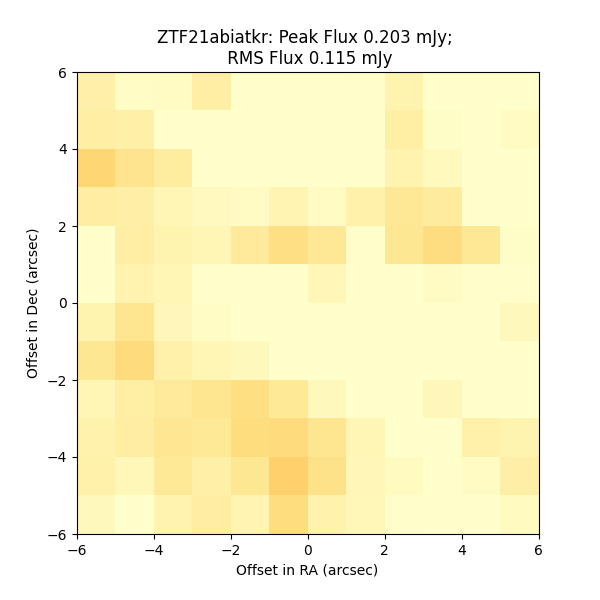 ZTF21abiatkr: Peak Flux 0.203 mJy;
RMS Flux 0.115 mJy
6
4
2
0
−2
−4
−6
Offset in Dec (arcsec)
−6 −4 −2 0 2 4 6
Offset in RA (arcsec)